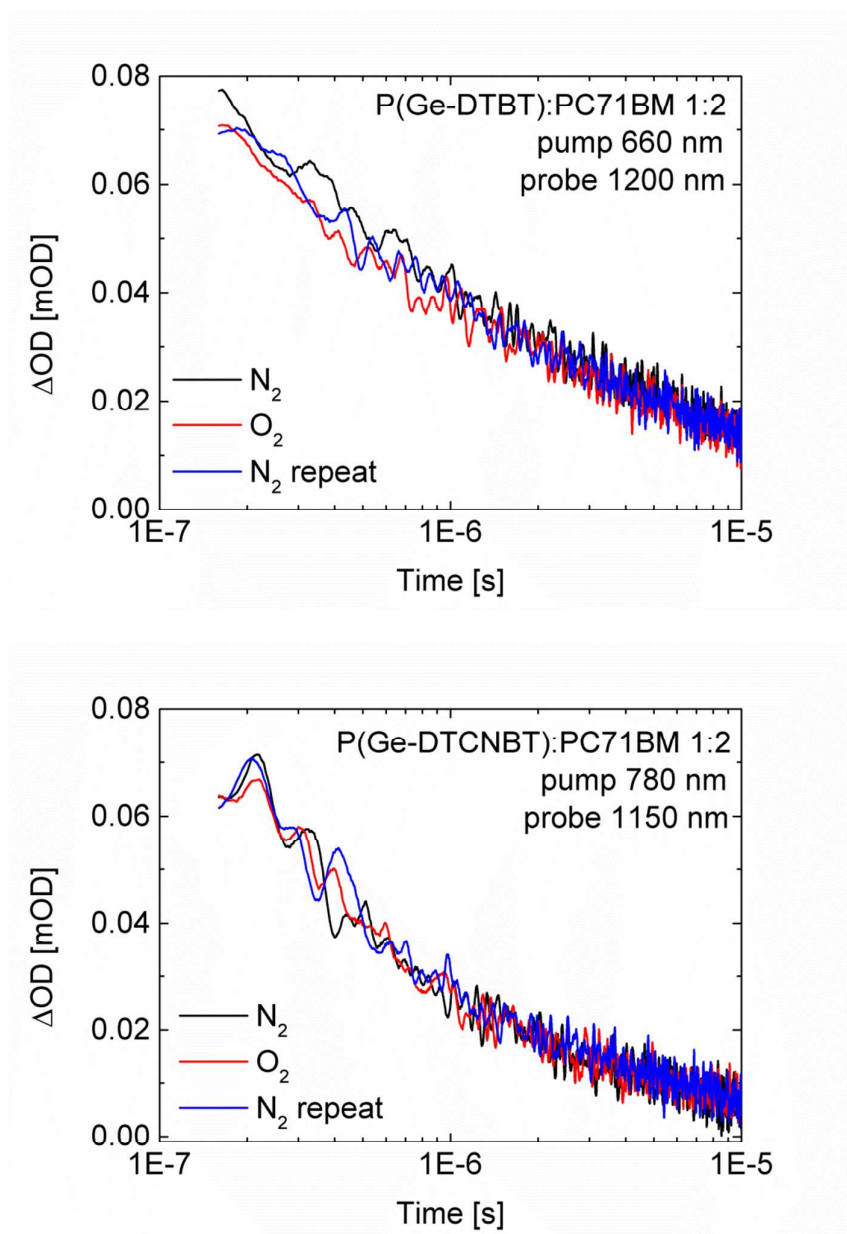 P(Ge-DTBT):PC71BM 1:2
pump 660 nm
probe 1200 nm
0.08
0.06
0.04
0.02
0.00
ΔOD [mOD]
N₂
O₂
N₂ repeat
1E-7 1E-6 1E-5
Time [s]
P(Ge-DTCNBT):PC71BM 1:2
pump 780 nm
probe 1150 nm
0.08
0.06
0.04
0.02
0.00
ΔOD [mOD]
N₂
O₂
N₂ repeat
1E-7 1E-6 1E-5
Time [s]